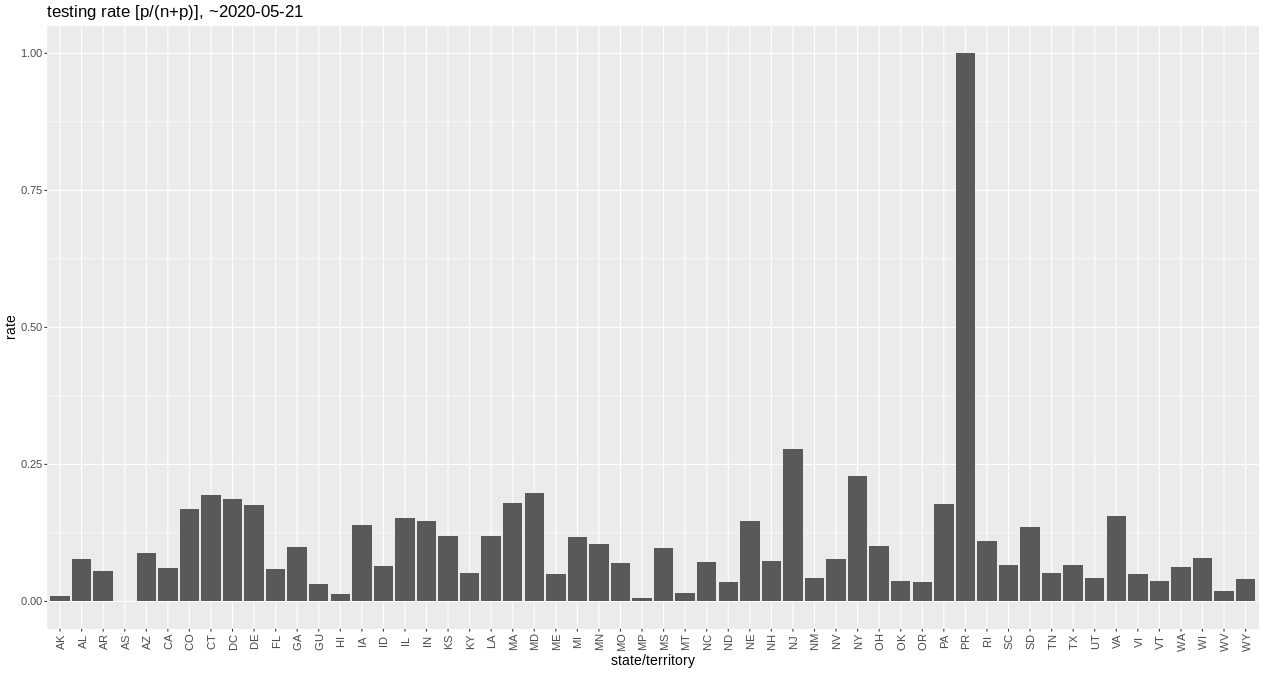 testing rate [p/(n+p)], ~2020-05-21
1.00
0.75
0.50
0.25
0.00
rate
AK AL AR AS AZ CA CO CT DC DE FL GA GU HI IA ID IL IN KS KY LA MA MD ME MI MN MO MP MS MT NC ND NE NH NJ NM NV NY OH OK OR PA PR RI SC SD TN TX UT VA VI VT WA WI WV WY
state/territory